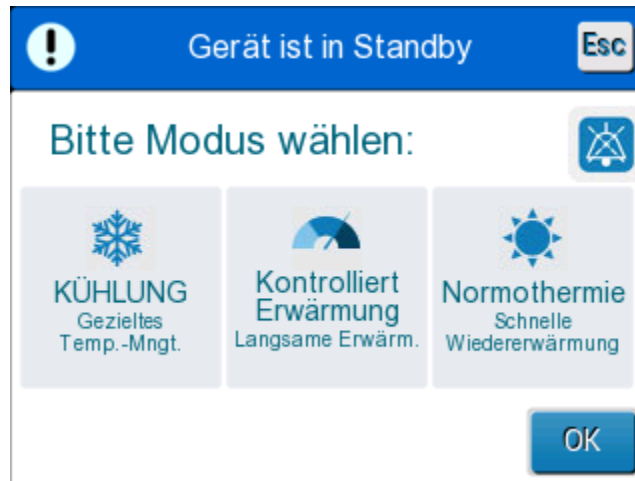 Gerät ist in Standby
Esc
Bitte Modus wählen:
KÜHLUNG
Gezieltes
Temp.-Mngt.
Kontrolliert
Erwärmung
Langsame Erwärm.
Normothermie
Schnelle
Wiedererwärmung
OK